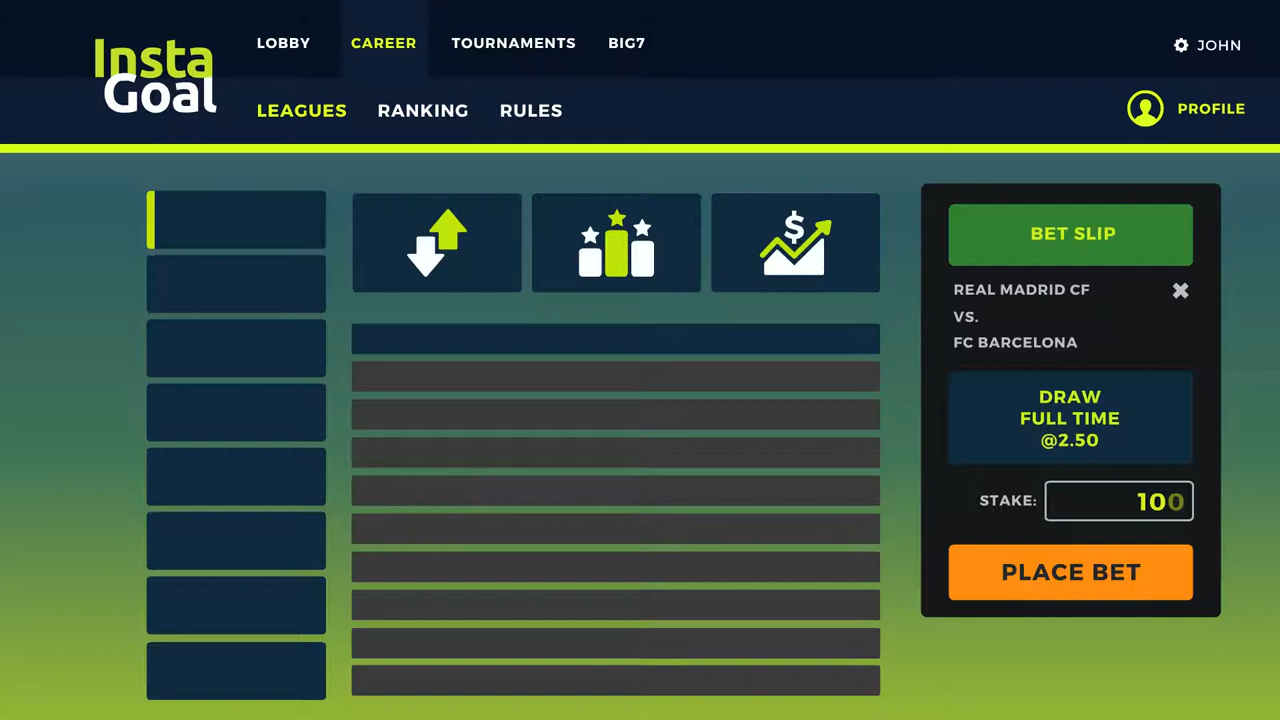 Insta
Goal
LOBBY CAREER TOURNAMENTS BIG7
JOHN
LEAGUES RANKING RULES
PROFILE
$
BET SLIP
REAL MADRID CF
VS.
FC BARCELONA
DRAW
FULL TIME
@2.50
STAKE: 100
PLACE BET